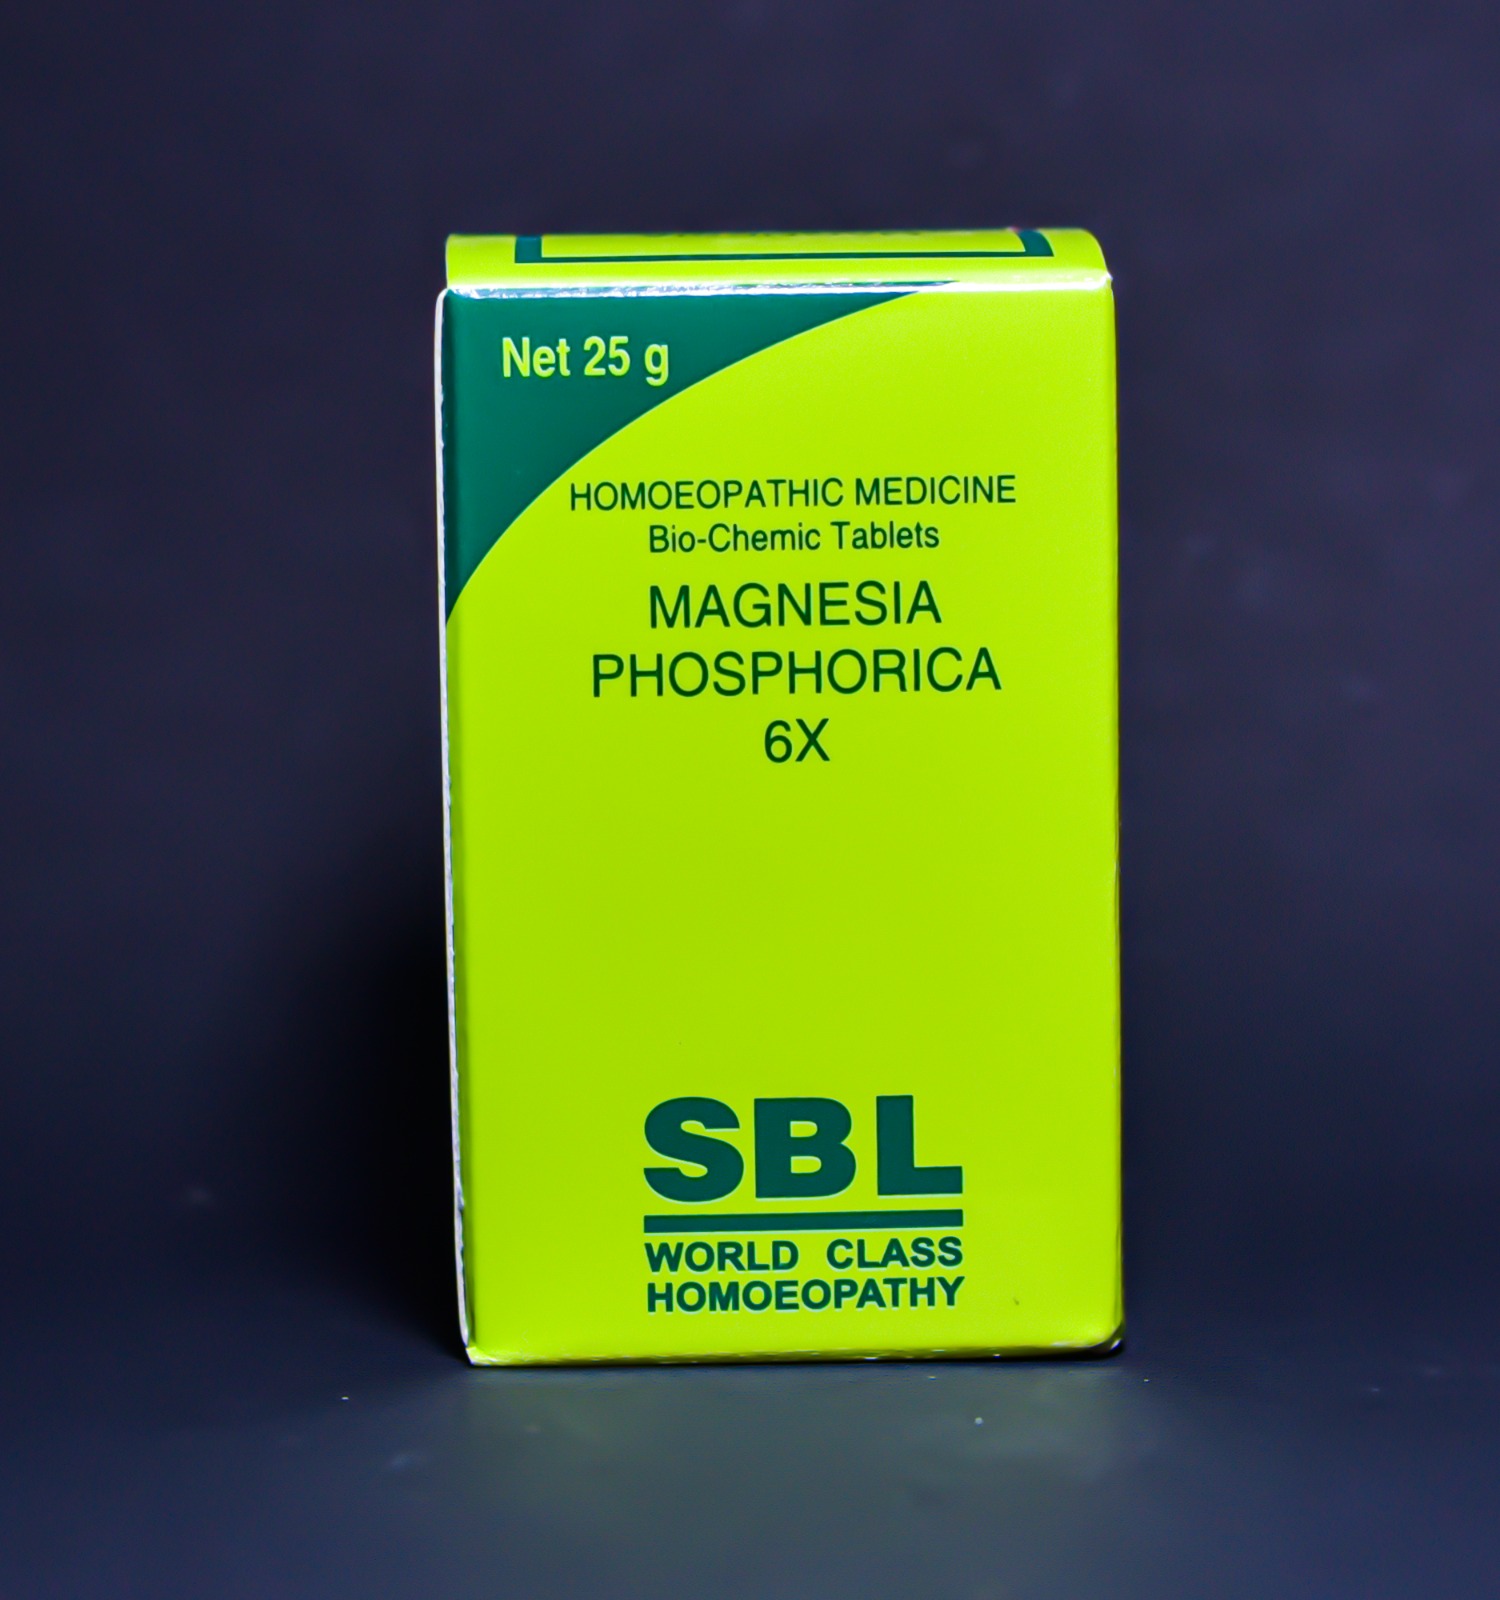 Net 25 g
HOMOEOPATHIC MEDICINE
Bio-Chemic Tablets
MAGNESIA
PHOSPHORICA
6X
SBL
WORLD CLASS
HOMOEOPATHY